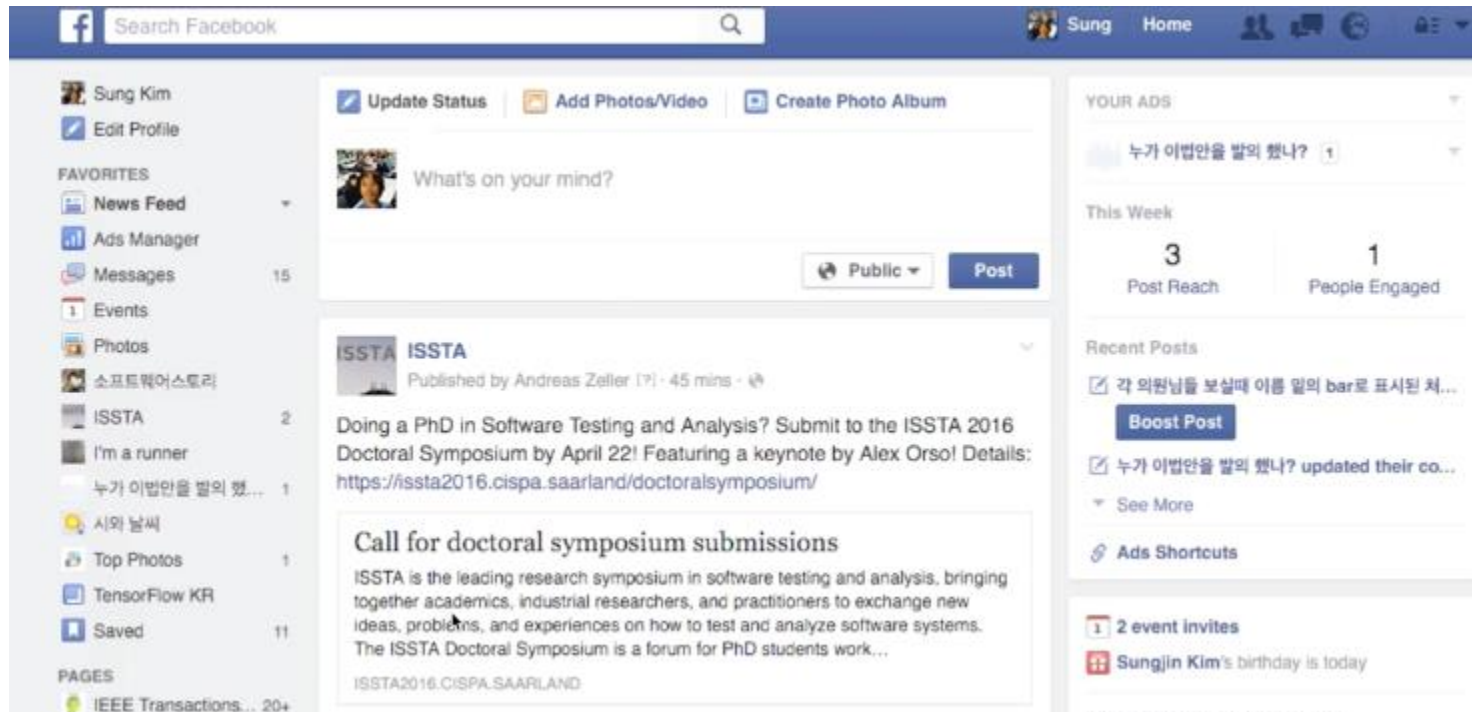 f Search Facebook
Sung Home
Sung Kim
Edit Profile
FAVORITES
News Feed
Ads Manager
Messages 15
Events
Photos
소프트웨어스토리
ISSTA 2
I'm a runner
누가 이법안을 발의 했... 1
시와 날씨
Top Photos 1
TensorFlow KR
Saved 11
PAGES
IEEE Transactions... 20+
Update Status Add Photos/Video Create Photo Album
What's on your mind?
Public Post
ISSTA ISSTA
Published by Andreas Zeller [?] · 45 mins ·
Doing a PhD in Software Testing and Analysis? Submit to the ISSTA 2016
Doctoral Symposium by April 22! Featuring a keynote by Alex Orso! Details:
https://issta2016.cispa.saarland/doctoralsymposium/
Call for doctoral symposium submissions
ISSTA is the leading research symposium in software testing and analysis, bringing
together academics, industrial researchers, and practitioners to exchange new
ideas, problems, and experiences on how to test and analyze software systems.
The ISSTA Doctoral Symposium is a forum for PhD students work...
ISSTA2016.CISPA.SAARLAND
YOUR ADS
누가 이법안을 발의 했나? 1
This Week
3 1
Post Reach People Engaged
Recent Posts
각 의원님들 보실때 이름 밑의 bar로 표시된 처...
Boost Post
누가 이법안을 발의 했나? updated their co...
See More
Ads Shortcuts
1 2 event invites
Sungjin Kim's birthday is today